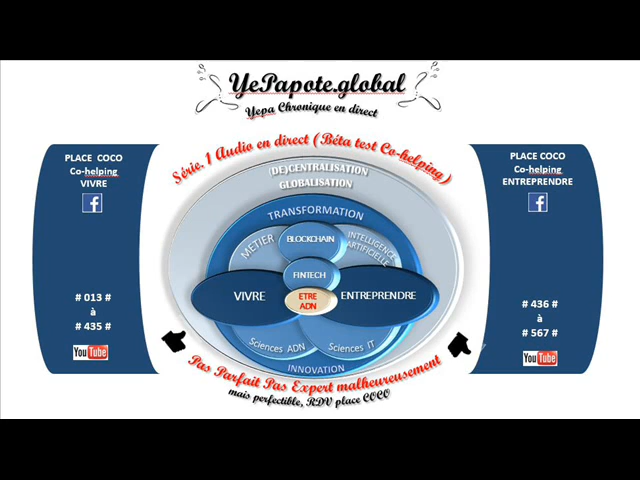 YePapote.global
Yepa Chronique en direct
Série.1 Audio en direct (Béta test Co-helping)
PLACE COCO
Co-helping
VIVRE
# 013 #
à
# 435 #
YouTube
(DE)CENTRALISATION
GLOBALISATION
TRANSFORMATION
METIER
BLOCKCHAIN
INTELLIGENCE
ARTIFICIELLE
FINTECH
VIVRE
ETRE
ADN
ENTREPRENDRE
Sciences ADN
Sciences IT
INNOVATION
PLACE COCO
Co-helping
ENTREPRENDRE
# 436 #
à
# 567 #
YouTube
Pas Parfait Pas Expert malheureusement
mais perfectible, RDV place COCO